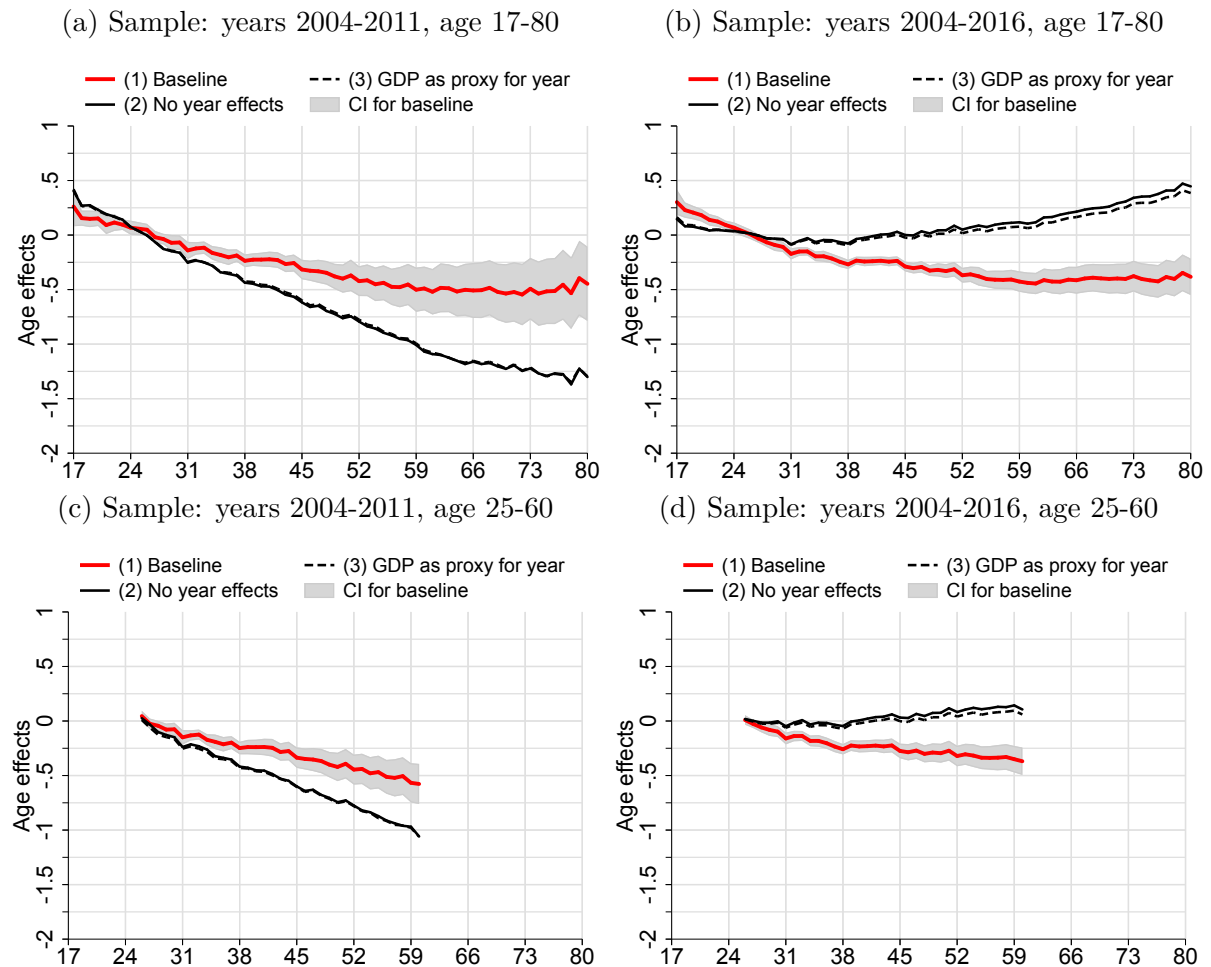 (a) Sample: years 2004-2011, age 17-80
(1) Baseline
(3) GDP as proxy for year
(2) No year effects
CI for baseline
Age effects
1
.5
0
-.5
-1
-1.5
-2
17 24 31 38 45 52 59 66 73 80
(b) Sample: years 2004-2016, age 17-80
(1) Baseline
(3) GDP as proxy for year
(2) No year effects
CI for baseline
Age effects
1
.5
0
-.5
-1
-1.5
-2
17 24 31 38 45 52 59 66 73 80
(c) Sample: years 2004-2011, age 25-60
(1) Baseline
(3) GDP as proxy for year
(2) No year effects
CI for baseline
Age effects
1
.5
0
-.5
-1
-1.5
-2
17 24 31 38 45 52 59 66 73 80
(d) Sample: years 2004-2016, age 25-60
(1) Baseline
(3) GDP as proxy for year
(2) No year effects
CI for baseline
Age effects
1
.5
0
-.5
-1
-1.5
-2
17 24 31 38 45 52 59 66 73 80